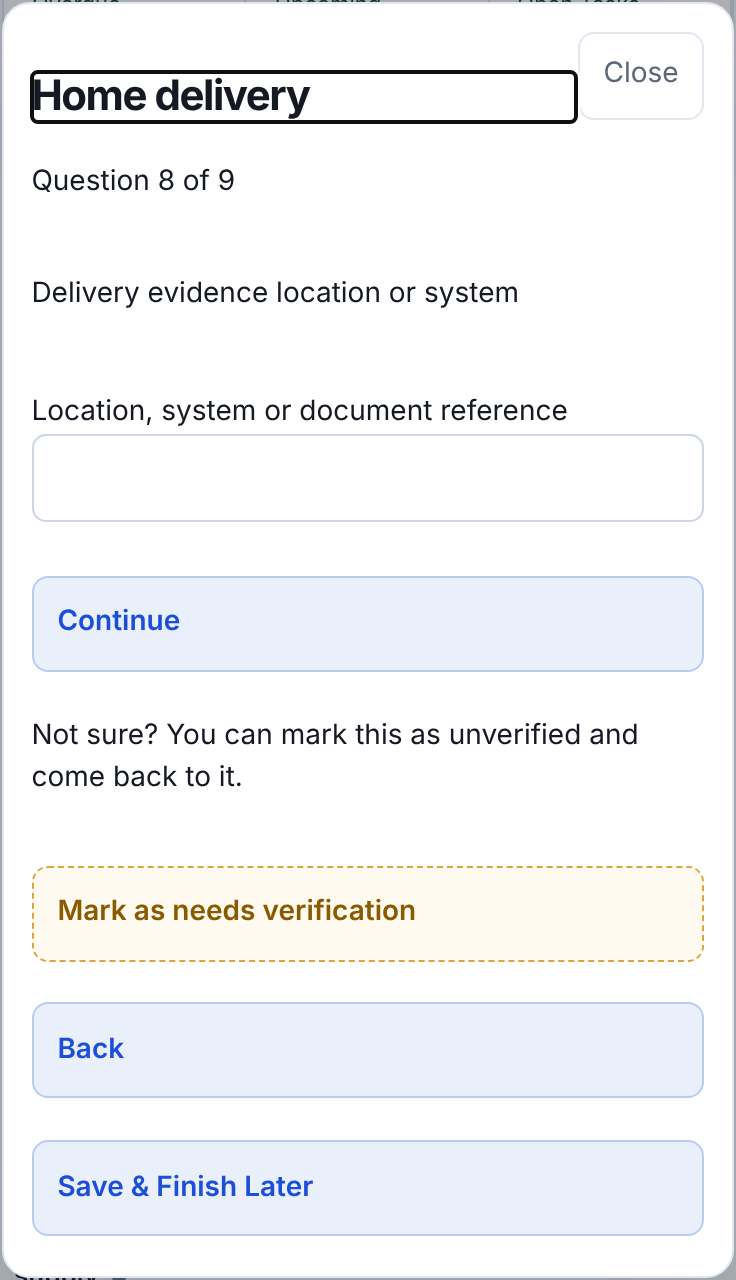 Close
Home delivery
Question 8 of 9
Delivery evidence location or system
Location, system or document reference
Continue
Not sure? You can mark this as unverified and
come back to it.
Mark as needs verification
Back
Save & Finish Later